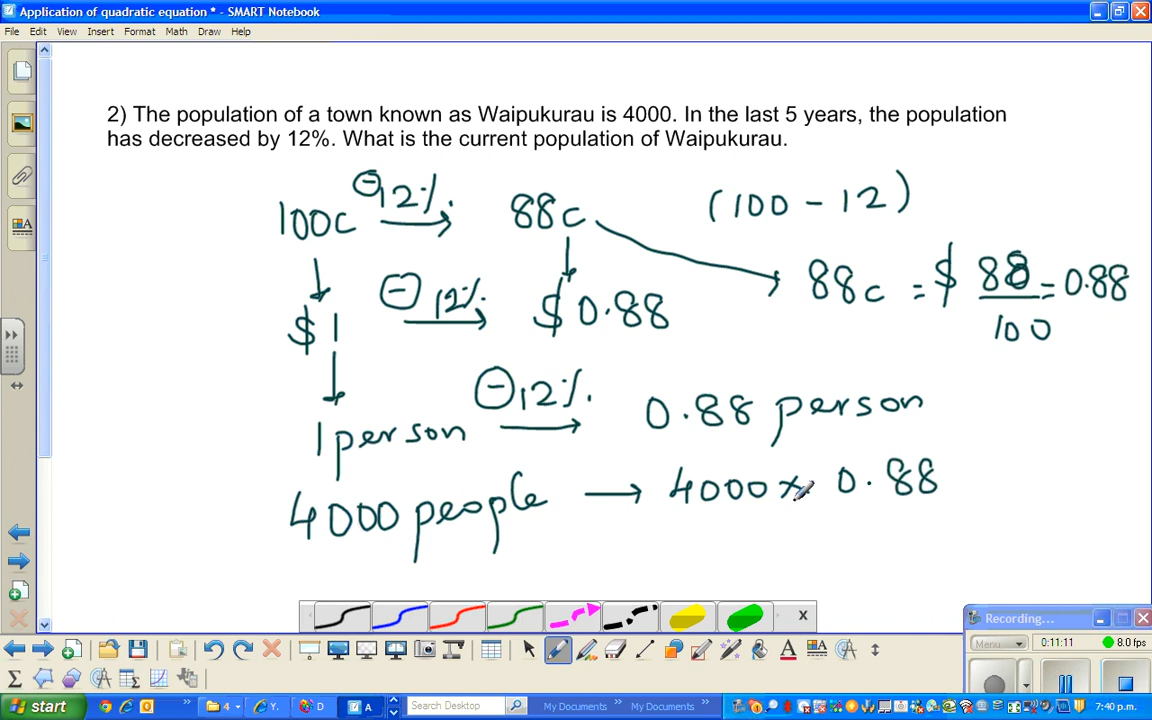 Application of quadratic equation * - SMART Notebook
File Edit View Insert Format Math Draw Help
2) The population of a town known as Waipukurau is 4000. In the last 5 years, the population
has decreased by 12%. What is the current population of Waipukurau.
100c -12% → 88c (100 - 12)
88c = $ 88/100 = 0.88
$ 1 -12% → $ 0.88
1 person -12% → 0.88 person
4000 people → 4000 × 0.88
x
Recording...
Menu 0:11:11 8.0 fps
start 4 Y. D A Search Desktop My Documents » My Documents » 7:40 p.m.